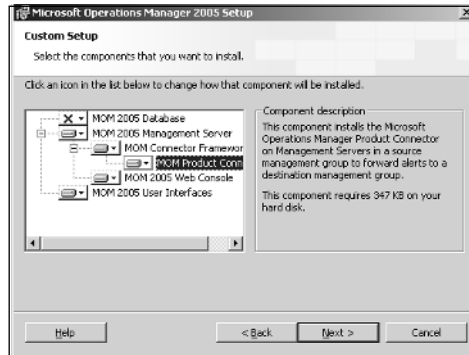 Microsoft Operations Manager 2005 Setup
Custom Setup
Select the components that you want to install.
Click an icon in the list below to change how that component will be installed.
MOM 2005 Database
MOM 2005 Management Server
MOM Connector Framewor
MOM Product Conn
MOM 2005 Web Console
MOM 2005 User Interfaces
Component description
This component installs the Microsoft
Operations Manager Product Connector
on Management Servers in a source
management group to forward alerts to a
destination management group.
This component requires 347 KB on your
hard disk.
Help
< Back
Next >
Cancel